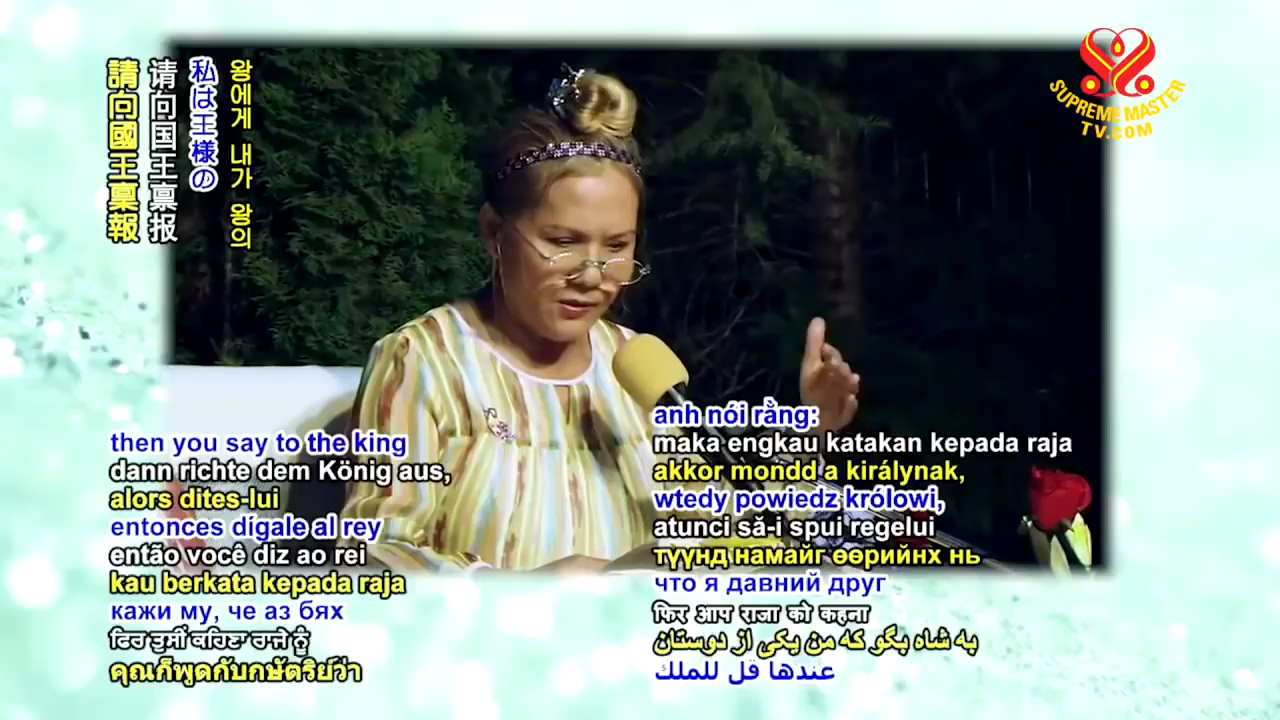 請向國王稟報
请向国王禀报
私は王様の
왕에게 내가 왕의
SUPREME MASTER
TV.COM
then you say to the king
dann richte dem König aus,
alors dites-lui
entonces dígale al rey
então você diz ao rei
kau berkata kepada raja
кажи му, че аз бях
ਫਿਰ ਤੁਸੀਂ ਕਹਿਣਾ ਰਾਜੇ ਨੂੰ
คุณก็พูดกับกษัตริย์ว่า
anh nói rằng:
maka engkau katakan kepada raja
akkor mondd a királynak,
wtedy powiedz królowi,
atunci să-i spui regelui
түүнд намайг өөрийнх нь
что я давний друг
फिर आप राजा को कहना
به شاه بگو که من یکی از دوستان
عندها قل للملك